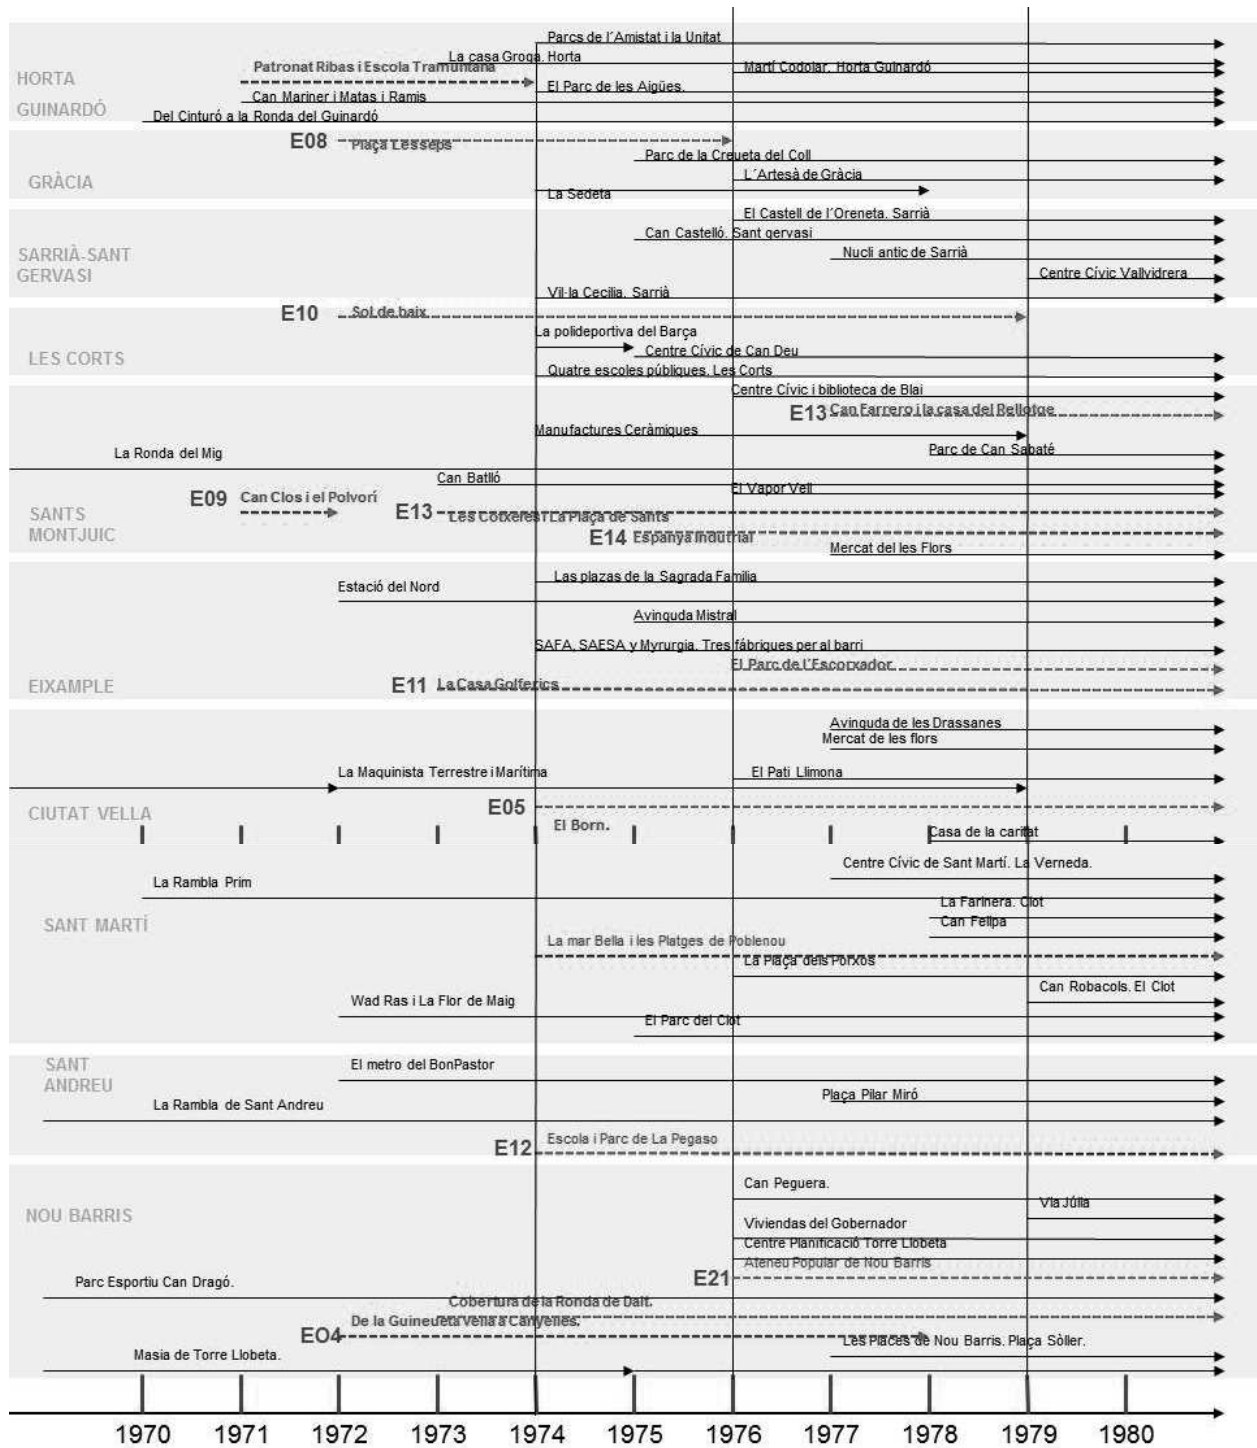 Parcs de l´Amistat i la Unitat
La casa Groga. Horta
Patronat Ribas i Escola Tramuntana
Martí Codolar. Horta Guinardó
HORTA
GUINARDÓ
El Parc de les Aigües.
Can Mariner i Matas i Ramis
Del Cinturó a la Ronda del Guinardó
E08
Plaça Lesseps
Parc de la Creueta del Coll
L´Artesà de Gràcia
GRÀCIA
La Sedeta
El Castell de l´Oreneta. Sarrià
Can Castelló. Sant gervasi
Nucli antic de Sarrià
SARRIÀ-SANT
GERVASI
Centre Cívic Vallvidrera
Vil·la Cecilia. Sarrià
E10
Sol de baix
La polideportiva del Barça
Centre Cívic de Can Deu
LES CORTS
Quatre escoles públiques. Les Corts
Centre Cívic i biblioteca de Blai
E13 Can Farrero i la casa del Rellotge
Manufactures Ceràmiques
Parc de Can Sabaté
La Ronda del Mig
Can Batlló
El Vapor Vell
E09 Can Clos i el Polvorí
E13
Les Cotxeres i La Plaça de Sants
SANTS
MONTJUIC
E14 Espanya Indutrial
Mercat del les Flors
Las plazas de la Sagrada Familia
Estació del Nord
Avinguda Mistral
SAFA, SAESA y Myrurgia. Tres fábriques per al barri
El Parc de l'Escorxador
EIXAMPLE
E11 La Casa Golferics
Avinguda de les Drassanes
Mercat de les flors
La Maquinista Terrestre i Marítima
El Pati Llimona
E05
CIUTAT VELLA
El Born.
Casa de la caritat
Centre Cívic de Sant Martí. La Verneda.
La Rambla Prim
La Farinera. Clot
SANT MARTÍ
Can Felipa
La mar Bella i les Platges de Poblenou
La Plaça dels Porxos
Can Robacols. El Clot
Wad Ras i La Flor de Maig
El Parc del Clot
SANT
ANDREU
El metro del BonPastor
Plaça Pilar Miró
La Rambla de Sant Andreu
E12
Escola i Parc de La Pegaso
Can Peguera.
Vla Júlla
NOU BARRIS
Viviendas del Gobernador
Centre Planificació Torre Llobeta
Ateneu Popular de Nou Barris
E21
Parc Esportiu Can Dragó.
Cobertura de la Ronda de Dalt.
De la Guineueta Vella a Canyelles.
EO4
Les Places de Nou Barris. Plaça Sòller.
Masia de Torre Llobeta.
1970 1971 1972 1973 1974 1975 1976 1977 1978 1979 1980